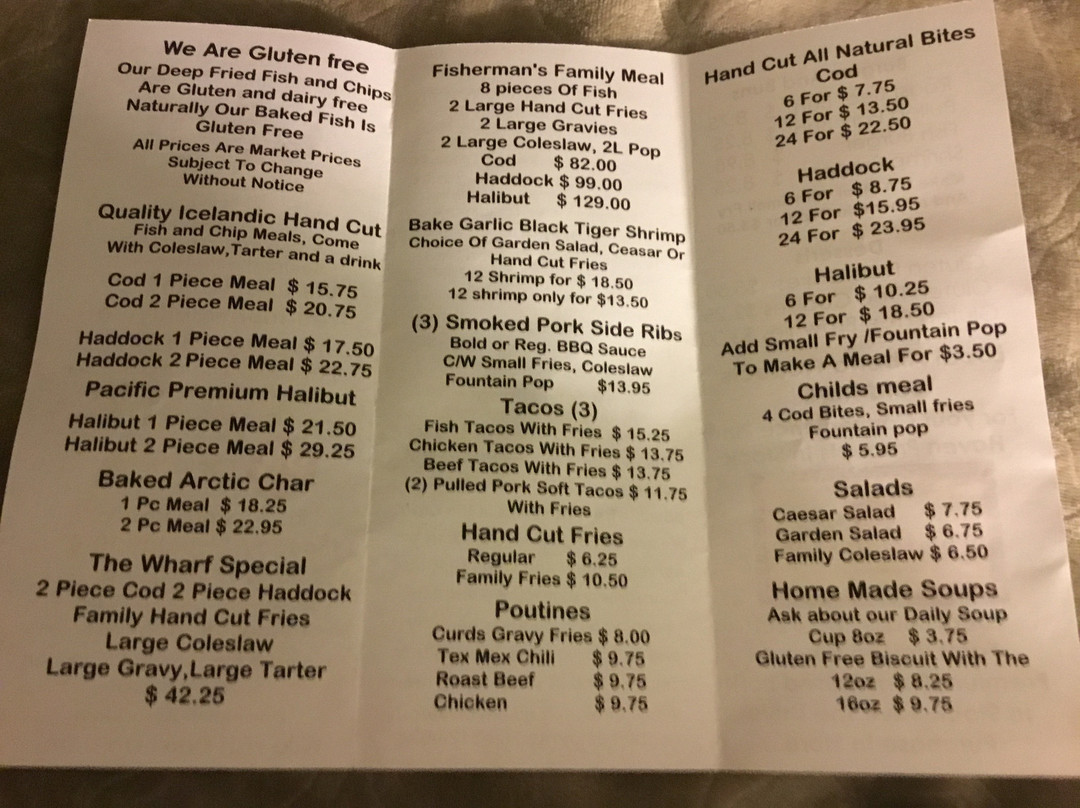 We Are Gluten free
Our Deep Fried Fish and Chips
Are Gluten and dairy free
Naturally Our Baked Fish Is
Gluten Free
All Prices Are Market Prices
Subject To Change
Without Notice
Quality Icelandic Hand Cut
Fish and Chip Meals, Come
With Coleslaw,Tarter and a drink
Cod 1 Piece Meal $ 15.75
Cod 2 Piece Meal $ 20.75
Haddock 1 Piece Meal $ 17.50
Haddock 2 Piece Meal $ 22.75
Pacific Premium Halibut
Halibut 1 Piece Meal $ 21.50
Halibut 2 Piece Meal $ 29.25
Baked Arctic Char
1 Pc Meal $ 18.25
2 Pc Meal $ 22.95
The Wharf Special
2 Piece Cod 2 Piece Haddock
Family Hand Cut Fries
Large Coleslaw
Large Gravy,Large Tarter
$ 42.25
Fisherman's Family Meal
8 pieces Of Fish
2 Large Hand Cut Fries
2 Large Gravies
2 Large Coleslaw, 2L Pop
Cod $ 82.00
Haddock $ 99.00
Halibut $ 129.00
Bake Garlic Black Tiger Shrimp
Choice Of Garden Salad, Ceasar Or
Hand Cut Fries
12 Shrimp for $ 18.50
12 shrimp only for $13.50
(3) Smoked Pork Side Ribs
Bold or Reg. BBQ Sauce
C/W Small Fries, Coleslaw
Fountain Pop $13.95
Tacos (3)
Fish Tacos With Fries $ 15.25
Chicken Tacos With Fries $ 13.75
Beef Tacos With Fries $ 13.75
(2) Pulled Pork Soft Tacos $ 11.75
With Fries
Hand Cut Fries
Regular $ 6.25
Family Fries $ 10.50
Poutines
Curds Gravy Fries $ 8.00
Tex Mex Chili $ 9.75
Roast Beef $ 9.75
Chicken $ 9.75
Hand Cut All Natural Bites
Cod
6 For $ 7.75
12 For $ 13.50
24 For $ 22.50
Haddock
6 For $ 8.75
12 For $15.95
24 For $ 23.95
Halibut
6 For $ 10.25
12 For $ 18.50
Add Small Fry /Fountain Pop
To Make A Meal For $3.50
Childs meal
4 Cod Bites, Small fries
Fountain pop
$ 5.95
Salads
Caesar Salad $ 7.75
Garden Salad $ 6.75
Family Coleslaw $ 6.50
Home Made Soups
Ask about our Daily Soup
Cup 8oz $ 3.75
Gluten Free Biscuit With The
12oz $ 8.25
16oz $ 9.75